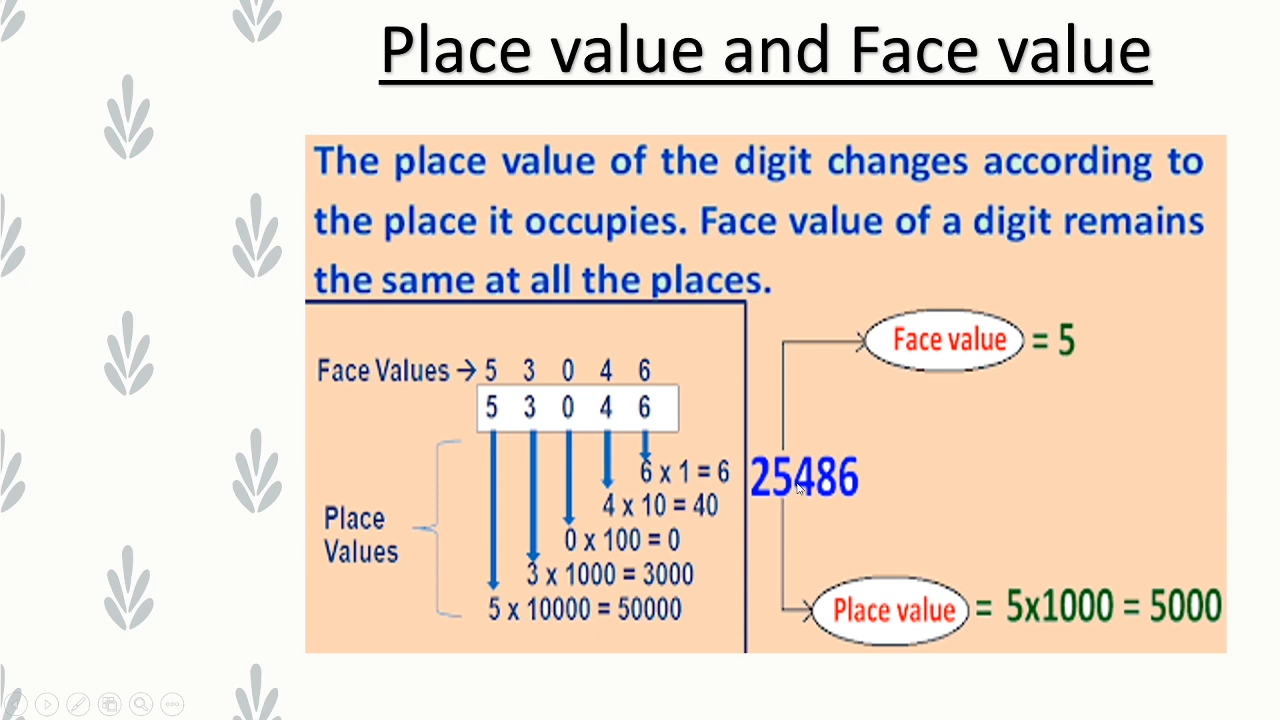 Place value and Face value
The place value of the digit changes according to
the place it occupies. Face value of a digit remains
the same at all the places.
Face Values → 5 3 0 4 6
5 3 0 4 6
6 x 1 = 6
4 x 10 = 40
0 x 100 = 0
3 x 1000 = 3000
5 x 10000 = 50000
Place
Values
Face value = 5
25486
Place value = 5x1000 = 5000